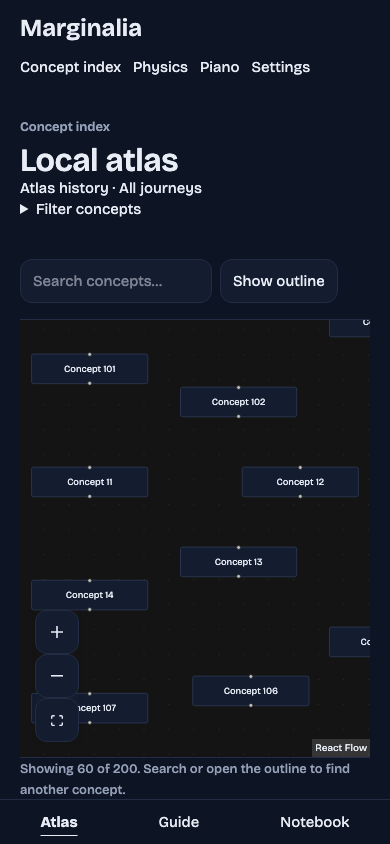 Marginalia
Concept index Physics Piano Settings
Concept index
Local atlas
Atlas history · All journeys
Filter concepts
Search concepts...
Show outline
Concept 101
Concept 102
Concept 11
Concept 12
Concept 13
Concept 14
Concept 106
107
React Flow
Showing 60 of 200. Search or open the outline to find
another concept.
Atlas Guide Notebook